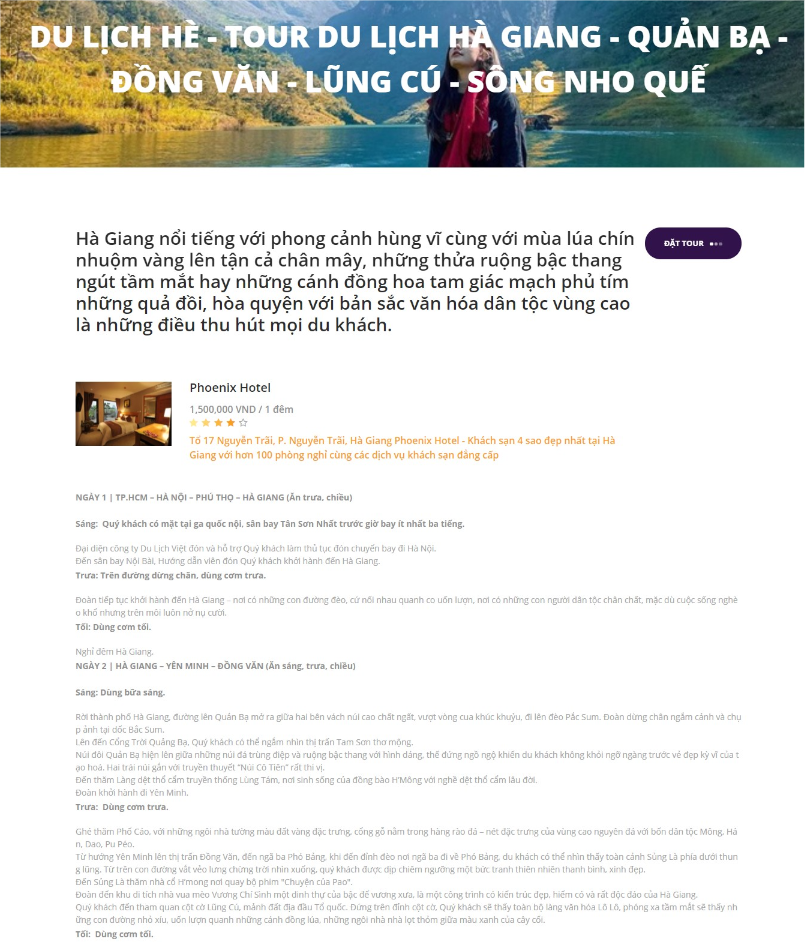 DU LỊCH HÈ - TOUR DU LỊCH HÀ GIANG - QUẢN BẠ -
ĐỒNG VĂN - LŨNG CÚ - SÔNG NHO QUẾ
Hà Giang nổi tiếng với phong cảnh hùng vĩ cùng với mùa lúa chín
nhuộm vàng lên tận cả chân mây, những thửa ruộng bậc thang
ngút tầm mắt hay những cánh đồng hoa tam giác mạch phủ tím
những quả đồi, hòa quyện với bản sắc văn hóa dân tộc vùng cao
là những điều thu hút mọi du khách.
ĐẶT TOUR
Phoenix Hotel
1,500,000 VND / 1 đêm
Tổ 17 Nguyễn Trãi, P. Nguyễn Trãi, Hà Giang Phoenix Hotel - Khách sạn 4 sao đẹp nhất tại Hà
Giang với hơn 100 phòng nghỉ cùng các dịch vụ khách sạn đẳng cấp
NGÀY 1 | TP.HCM – HÀ NỘI – PHÚ THỌ – HÀ GIANG (Ăn trưa, chiều)
Sáng: Quý khách có mặt tại ga quốc nội, sân bay Tân Sơn Nhất trước giờ bay ít nhất ba tiếng.
Đại diện công ty Du Lịch Việt đón và hỗ trợ Quý khách làm thủ tục đón chuyến bay đi Hà Nội.
Đến sân bay Nội Bài, Hướng dẫn viên đón Quý khách khởi hành đến Hà Giang.
Trưa: Trên đường dừng chân, dùng cơm trưa.
Đoàn tiếp tục khởi hành đến Hà Giang – nơi có những con đường đèo, cứ nối nhau quanh co uốn lượn, nơi có những con người dân tộc chân chất, mặc dù cuộc sống nghè
o khổ nhưng trên môi luôn nở nụ cười.
Tối: Dùng cơm tối.
Nghỉ đêm Hà Giang.
NGÀY 2 | HÀ GIANG – YÊN MINH – ĐỒNG VĂN (Ăn sáng, trưa, chiều)
Sáng: Dùng bữa sáng.
Rời thành phố Hà Giang, đường lên Quản Bạ mở ra giữa hai bên vách núi cao chất ngất, vượt vòng cua khúc khuỷu, đi lên đèo Pắc Sum. Đoàn dừng chân ngắm cảnh và chụ
p ảnh tại dốc Bắc Sum.
Lên đến Cổng Trời Quảng Bạ, Quý khách có thể ngắm nhìn thị trấn Tam Sơn thơ mộng.
Núi đôi Quản Bạ hiện lên giữa những núi đá trùng điệp và ruộng bậc thang với hình dáng, thế đứng ngồ ngộ khiến du khách không khỏi ngỡ ngàng trước vẻ đẹp kỳ vĩ của t
ạo hoá. Hai trái núi gắn với truyền thuyết "Núi Cô Tiên" rất thi vị.
Đến thăm Làng dệt thổ cẩm truyền thống Lùng Tám, nơi sinh sống của đồng bào H'Mông với nghề dệt thổ cẩm lâu đời.
Đoàn khởi hành đi Yên Minh.
Trưa: Dùng cơm trưa.
Ghé thăm Phố Cáo, với những ngôi nhà tường màu đất vàng đặc trưng, cổng gỗ nằm trong hàng rào đá – nét đặc trưng của vùng cao nguyên đá với bốn dân tộc Mông, Há
n, Dao, Pu Péo.
Từ hướng Yên Minh lên thị trấn Đồng Văn, đến ngã ba Phó Bảng, khi đến đỉnh đèo nơi ngã ba đi về Phó Bảng, du khách có thể nhìn thấy toàn cảnh Sủng Là phía dưới thun
g lũng. Từ trên con đường vắt vẻo lưng chừng trời nhìn xuống, quý khách được dịp chiêm ngưỡng một bức tranh thiên nhiên thanh bình, xinh đẹp.
Đến Sủng Là thăm nhà cổ H'mong nơi quay bộ phim "Chuyện của Pao".
Đoàn đến khu di tích nhà vua mèo Vương Chí Sình một dinh thự của bậc đế vương xưa, là một công trình có kiến trúc đẹp, hiếm có và rất độc đáo của Hà Giang.
Quý khách đến tham quan cột cờ Lũng Cú, mảnh đất địa đầu Tổ quốc. Đứng trên đỉnh cột cờ, Quý khách sẽ thấy toàn bộ làng văn hóa Lô Lô, phóng xa tầm mắt sẽ thấy nh
ững con đường nhỏ xíu, uốn lượn quanh những cánh đồng lúa, những ngôi nhà nhà lọt thỏm giữa màu xanh của cây cối.
Tối: Dùng cơm tối.